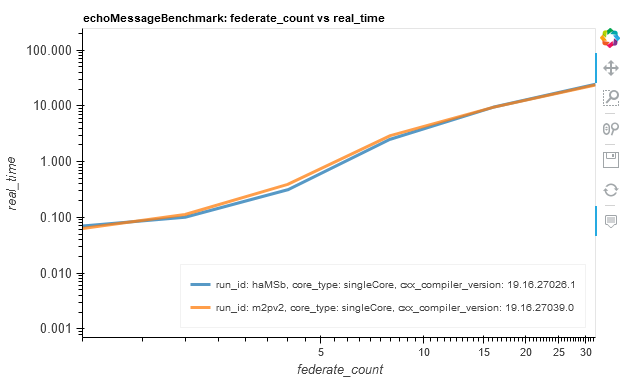 echoMessageBenchmark: federate_count vs real_time
real_time
100.000
10.000
1.000
0.100
0.010
0.001
run_id: haMSb, core_type: singleCore, cxx_compiler_version: 19.16.27026.1
run_id: m2pv2, core_type: singleCore, cxx_compiler_version: 19.16.27039.0
5 10 15 20 25 30
federate_count